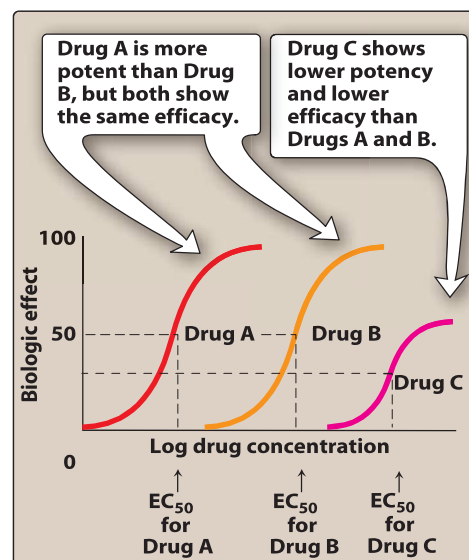 Drug A is more
potent than Drug
B, but both show
the same efficacy.
Drug C shows
lower potency
and lower
efficacy than
Drugs A and B.
100
50
0
Biologic effect
Drug A
Drug B
Drug C
Log drug concentration
EC50
for
Drug A
EC50
for
Drug B
EC50
for
Drug C